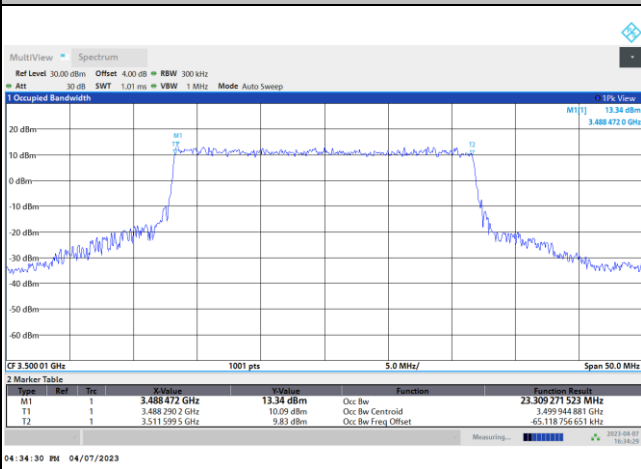 MultiView Spectrum
Ref Level 30.00 dBm Offset 4.00 dB RBW 300 kHz
Att 30 dB SWT 1.01 ms VBW 1 MHz Mode Auto Sweep
1 Occupied Bandwidth 1Pk View
M1[1] 13.34 dBm
3.488 472 0 GHz
20 dBm
M1
T1 T2
10 dBm
0 dBm
-10 dBm
-20 dBm
-30 dBm
-40 dBm
-50 dBm
-60 dBm
CF 3.500 01 GHz 1001 pts 5.0 MHz/ Span 50.0 MHz
2 Marker Table
Type Ref Trc X-Value Y-Value Function Function Result
M1 1 3.488 472 GHz 13.34 dBm Occ Bw 23.309 271 523 MHz
T1 1 3.488 290 2 GHz 10.09 dBm Occ Bw Centroid 3.499 944 881 GHz
T2 1 3.511 599 5 GHz 9.83 dBm Occ Bw Freq Offset -65.118 756 651 kHz
Measuring... 2023-04-07
16:34:29
04:34:30 PM 04/07/2023